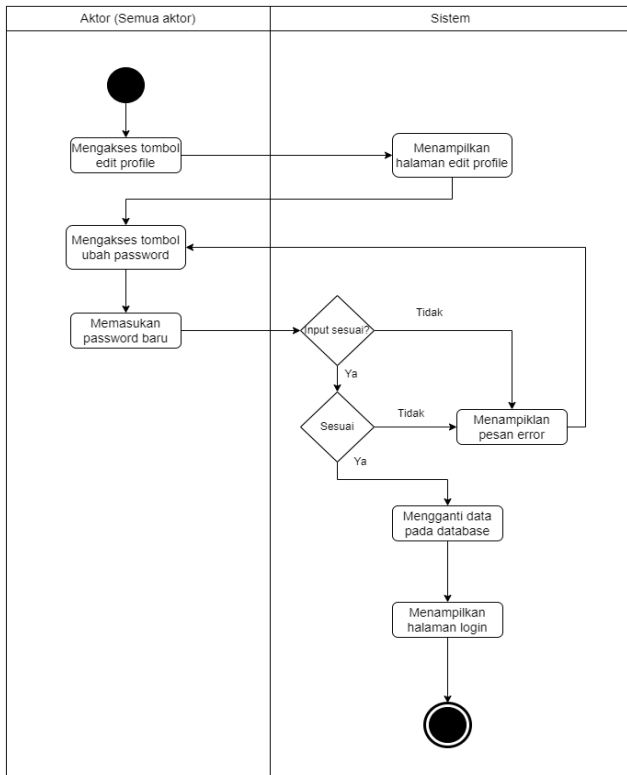 Aktor (Semua aktor)
Sistem
Mengakses tombol
edit profile
Menampilkan
halaman edit profile
Mengakses tombol
ubah password
Memasukan
password baru
Input sesuai?
Tidak
Ya
Sesuai
Tidak
Menampiklan
pesan error
Ya
Mengganti data
pada database
Menampilkan
halaman login